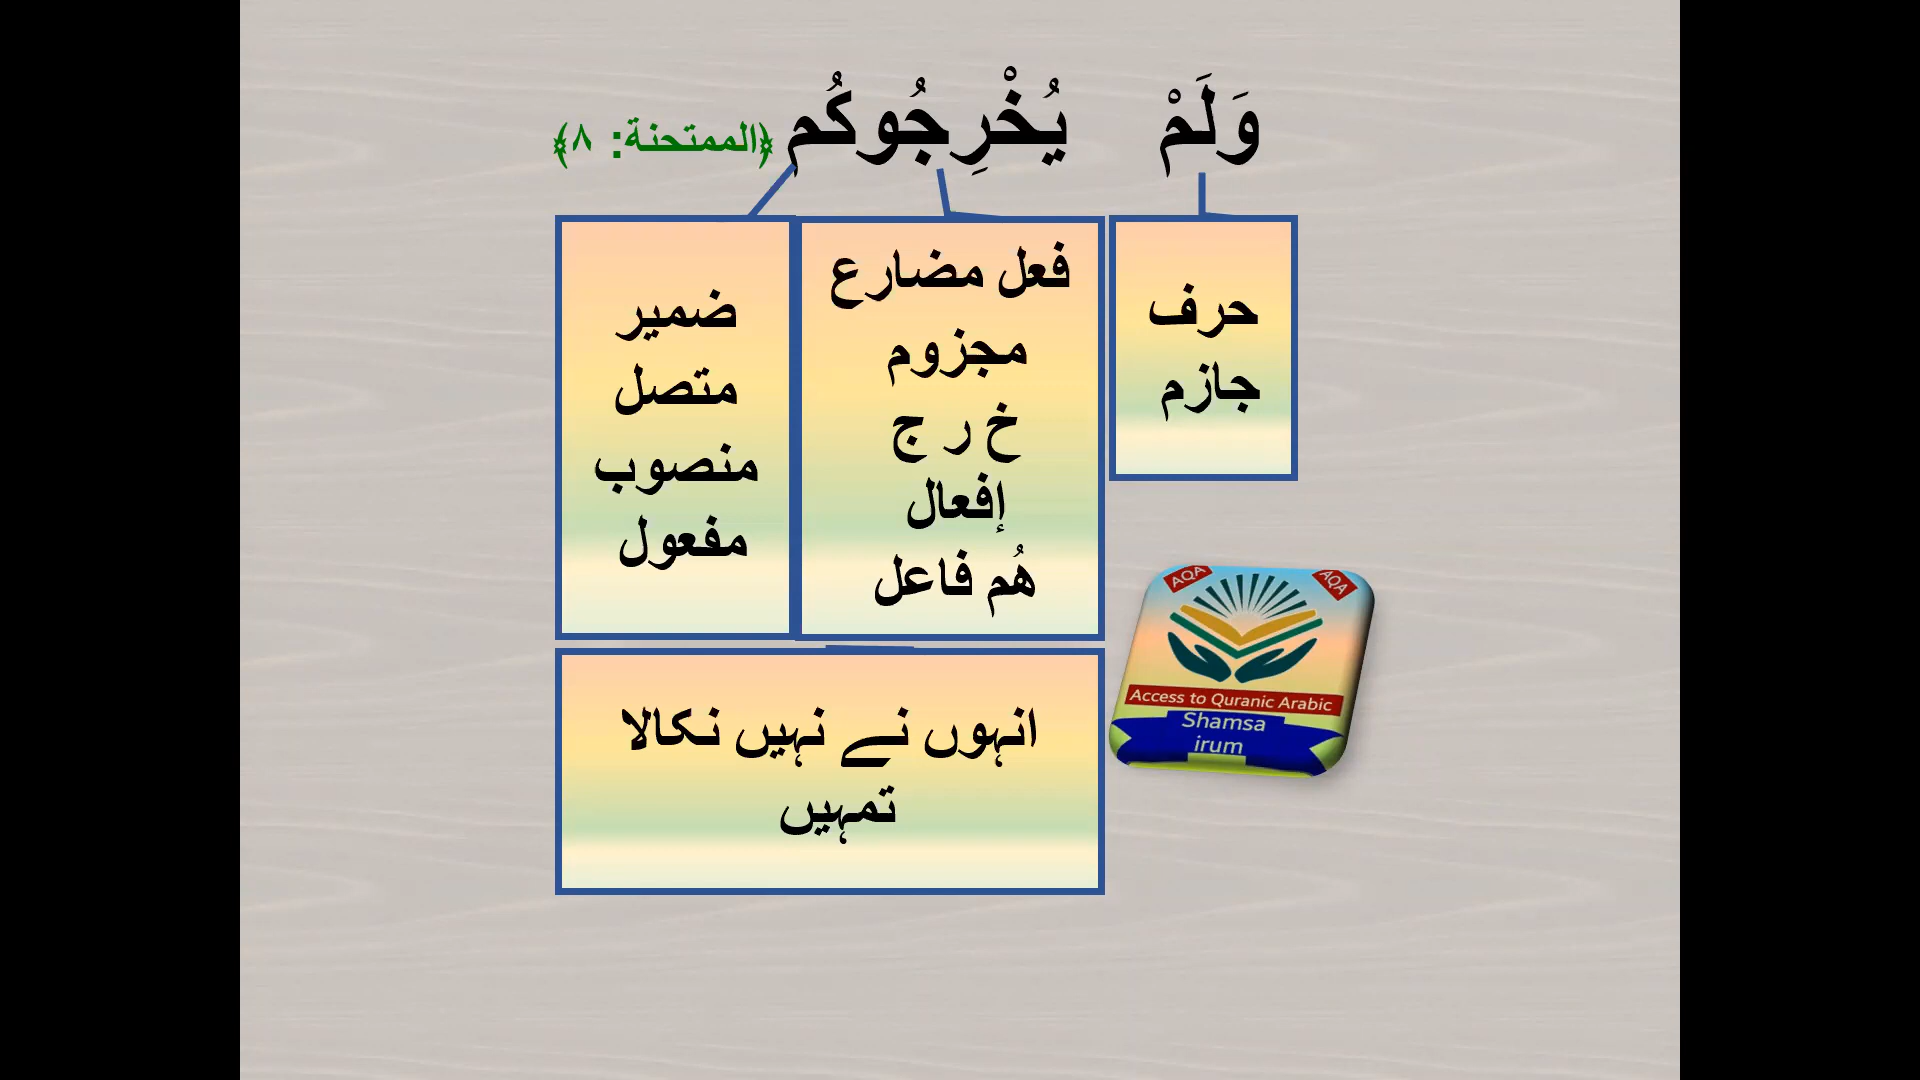 وَلَمْ يُخْرِجُوكُم ﴿الممتحنة: ٨﴾
حرف
جازم
فعل مضارع
مجزوم
خ ر ج
إفعال
هُم فاعل
ضمير
متصل
منصوب
مفعول
انہوں نے نہیں نکالا
تمہیں
AQA
AQA
Access to Quranic Arabic
Shamsa
irum